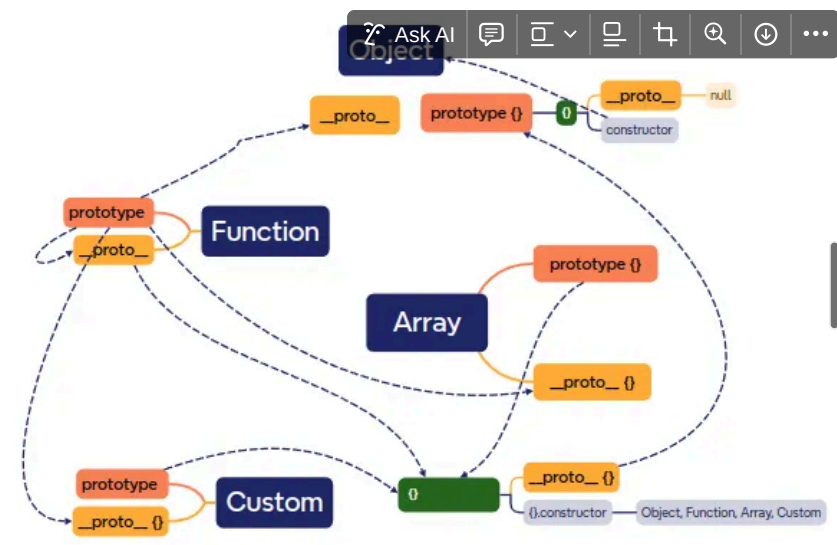 Ask AI
Object
__proto__
prototype {}
{}
__proto__
null
constructor
prototype
__proto__
Function
prototype {}
Array
__proto__ {}
prototype
__proto__ {}
Custom
{}
__proto__ {}
{}.constructor
Object, Function, Array, Custom